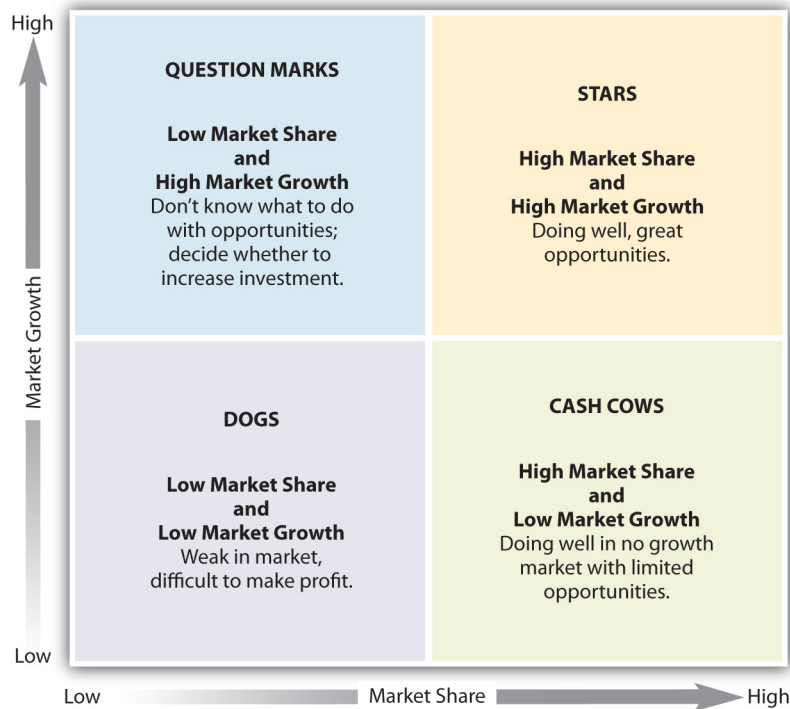 High
QUESTION MARKS
Low Market Share
and
High Market Growth
Don’t know what to do
with opportunities;
decide whether to
increase investment.
STARS
High Market Share
and
High Market Growth
Doing well, great
opportunities.
Market Growth
DOGS
Low Market Share
and
Low Market Growth
Weak in market,
difficult to make profit.
CASH COWS
High Market Share
and
Low Market Growth
Doing well in no growth
market with limited
opportunities.
Low
Low
Market Share
High